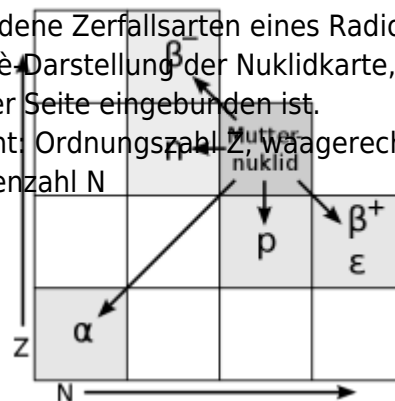 dene Zerfallsarten eines Radio
è-Darstellung der Nuklidkarte,
er Seite eingebunden ist.
nt: Ordnungszahl Z, waagerech
enzahl N
β⁻
Mutter-
nuklid
n
p
β⁺
ε
α
Z
N